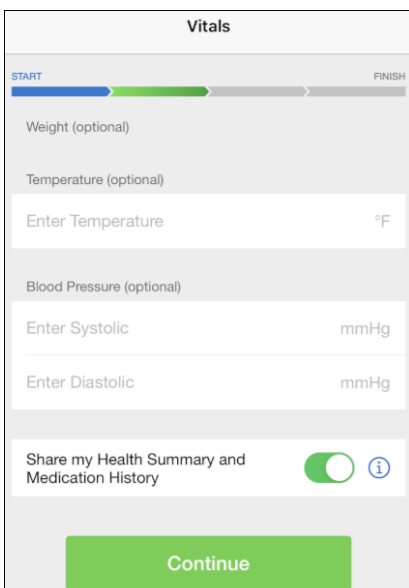 Vitals
START FINISH
Weight (optional)
Temperature (optional)
Enter Temperature °F
Blood Pressure (optional)
Enter Systolic mmHg
Enter Diastolic mmHg
Share my Health Summary and
Medication History
Continue